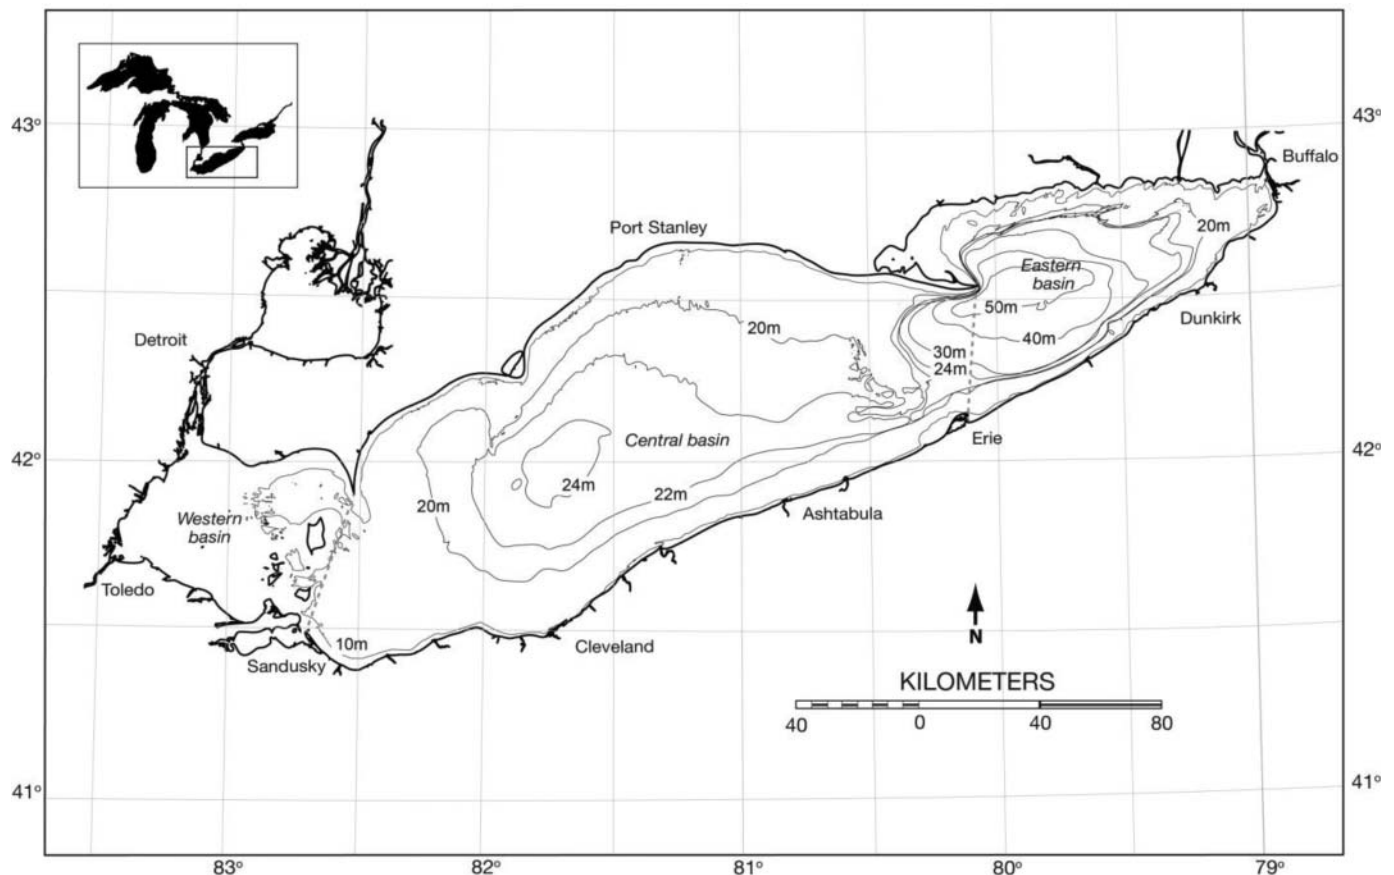 43°
43°
Buffalo
Port Stanley
20m
Eastern
basin
50m
Dunkirk
20m
Detroit
40m
30m
24m
Erie
Central basin
42°
42°
24m
22m
20m
Ashtabula
Western
basin
Toledo
N
10m
Cleveland
Sandusky
KILOMETERS
40
0
40
80
41°
41°
83°
82°
81°
80°
79°